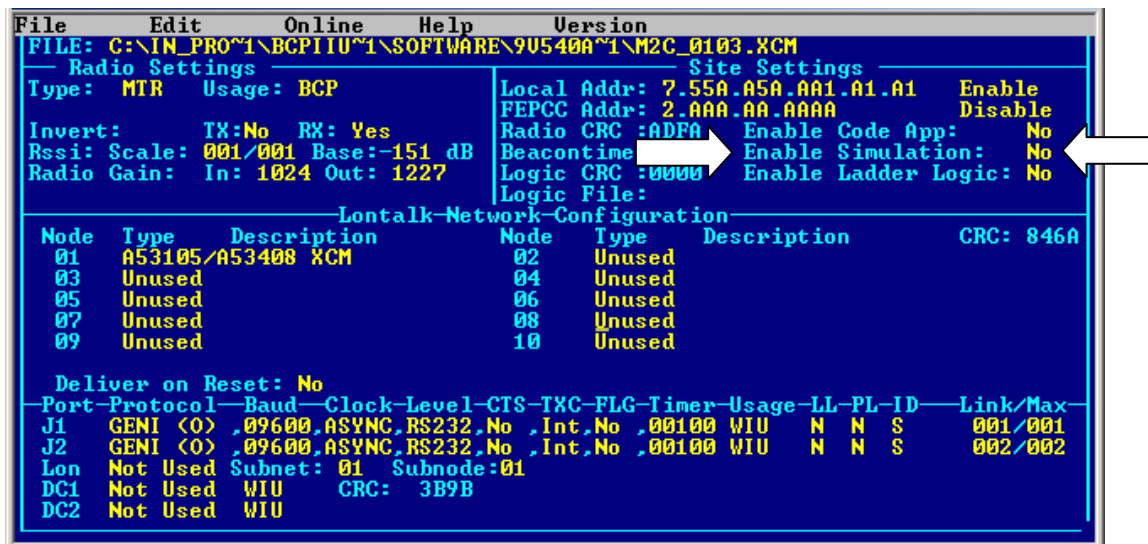 File Edit Online Help Version
FILE: C:\IN_PRO~1\BCPIIU~1\SOFTWARE\9V540A~1\M2C_0103.XCM
Radio Settings Site Settings
Type: MTR Usage: BCP Local Addr: 7.55A.A5A.AA1.A1.A1 Enable
FEPCC Addr: 2.AAA.AA.AAAA Disable
Invert: TX:No RX: Yes Radio CRC :ADFA Enable Code App: No
Rssi: Scale: 001/001 Base:-151 dB Beacontime Enable Simulation: No
Radio Gain: In: 1024 Out: 1227 Logic CRC :0000 Enable Ladder Logic: No
Logic File:
Lontalk-Network-Configuration
Node Type Description Node Type Description CRC: 846A
01 A53105/A53408 XCM 02 Unused
03 Unused 04 Unused
05 Unused 06 Unused
07 Unused 08 Unused
09 Unused 10 Unused
Deliver on Reset: No
Port-Protocol-Baud-Clock-Level-CTS-TXC-FLG-Timer-Usage-LL-PL-ID-Link/Max
J1 GENI (O) ,09600,ASYNC,RS232,No ,Int,No ,00100 WIU N N S 001/001
J2 GENI (O) ,09600,ASYNC,RS232,No ,Int,No ,00100 WIU N N S 002/002
Lon Not Used Subnet: 01 Subnode:01
DC1 Not Used WIU CRC: 3B9B
DC2 Not Used WIU